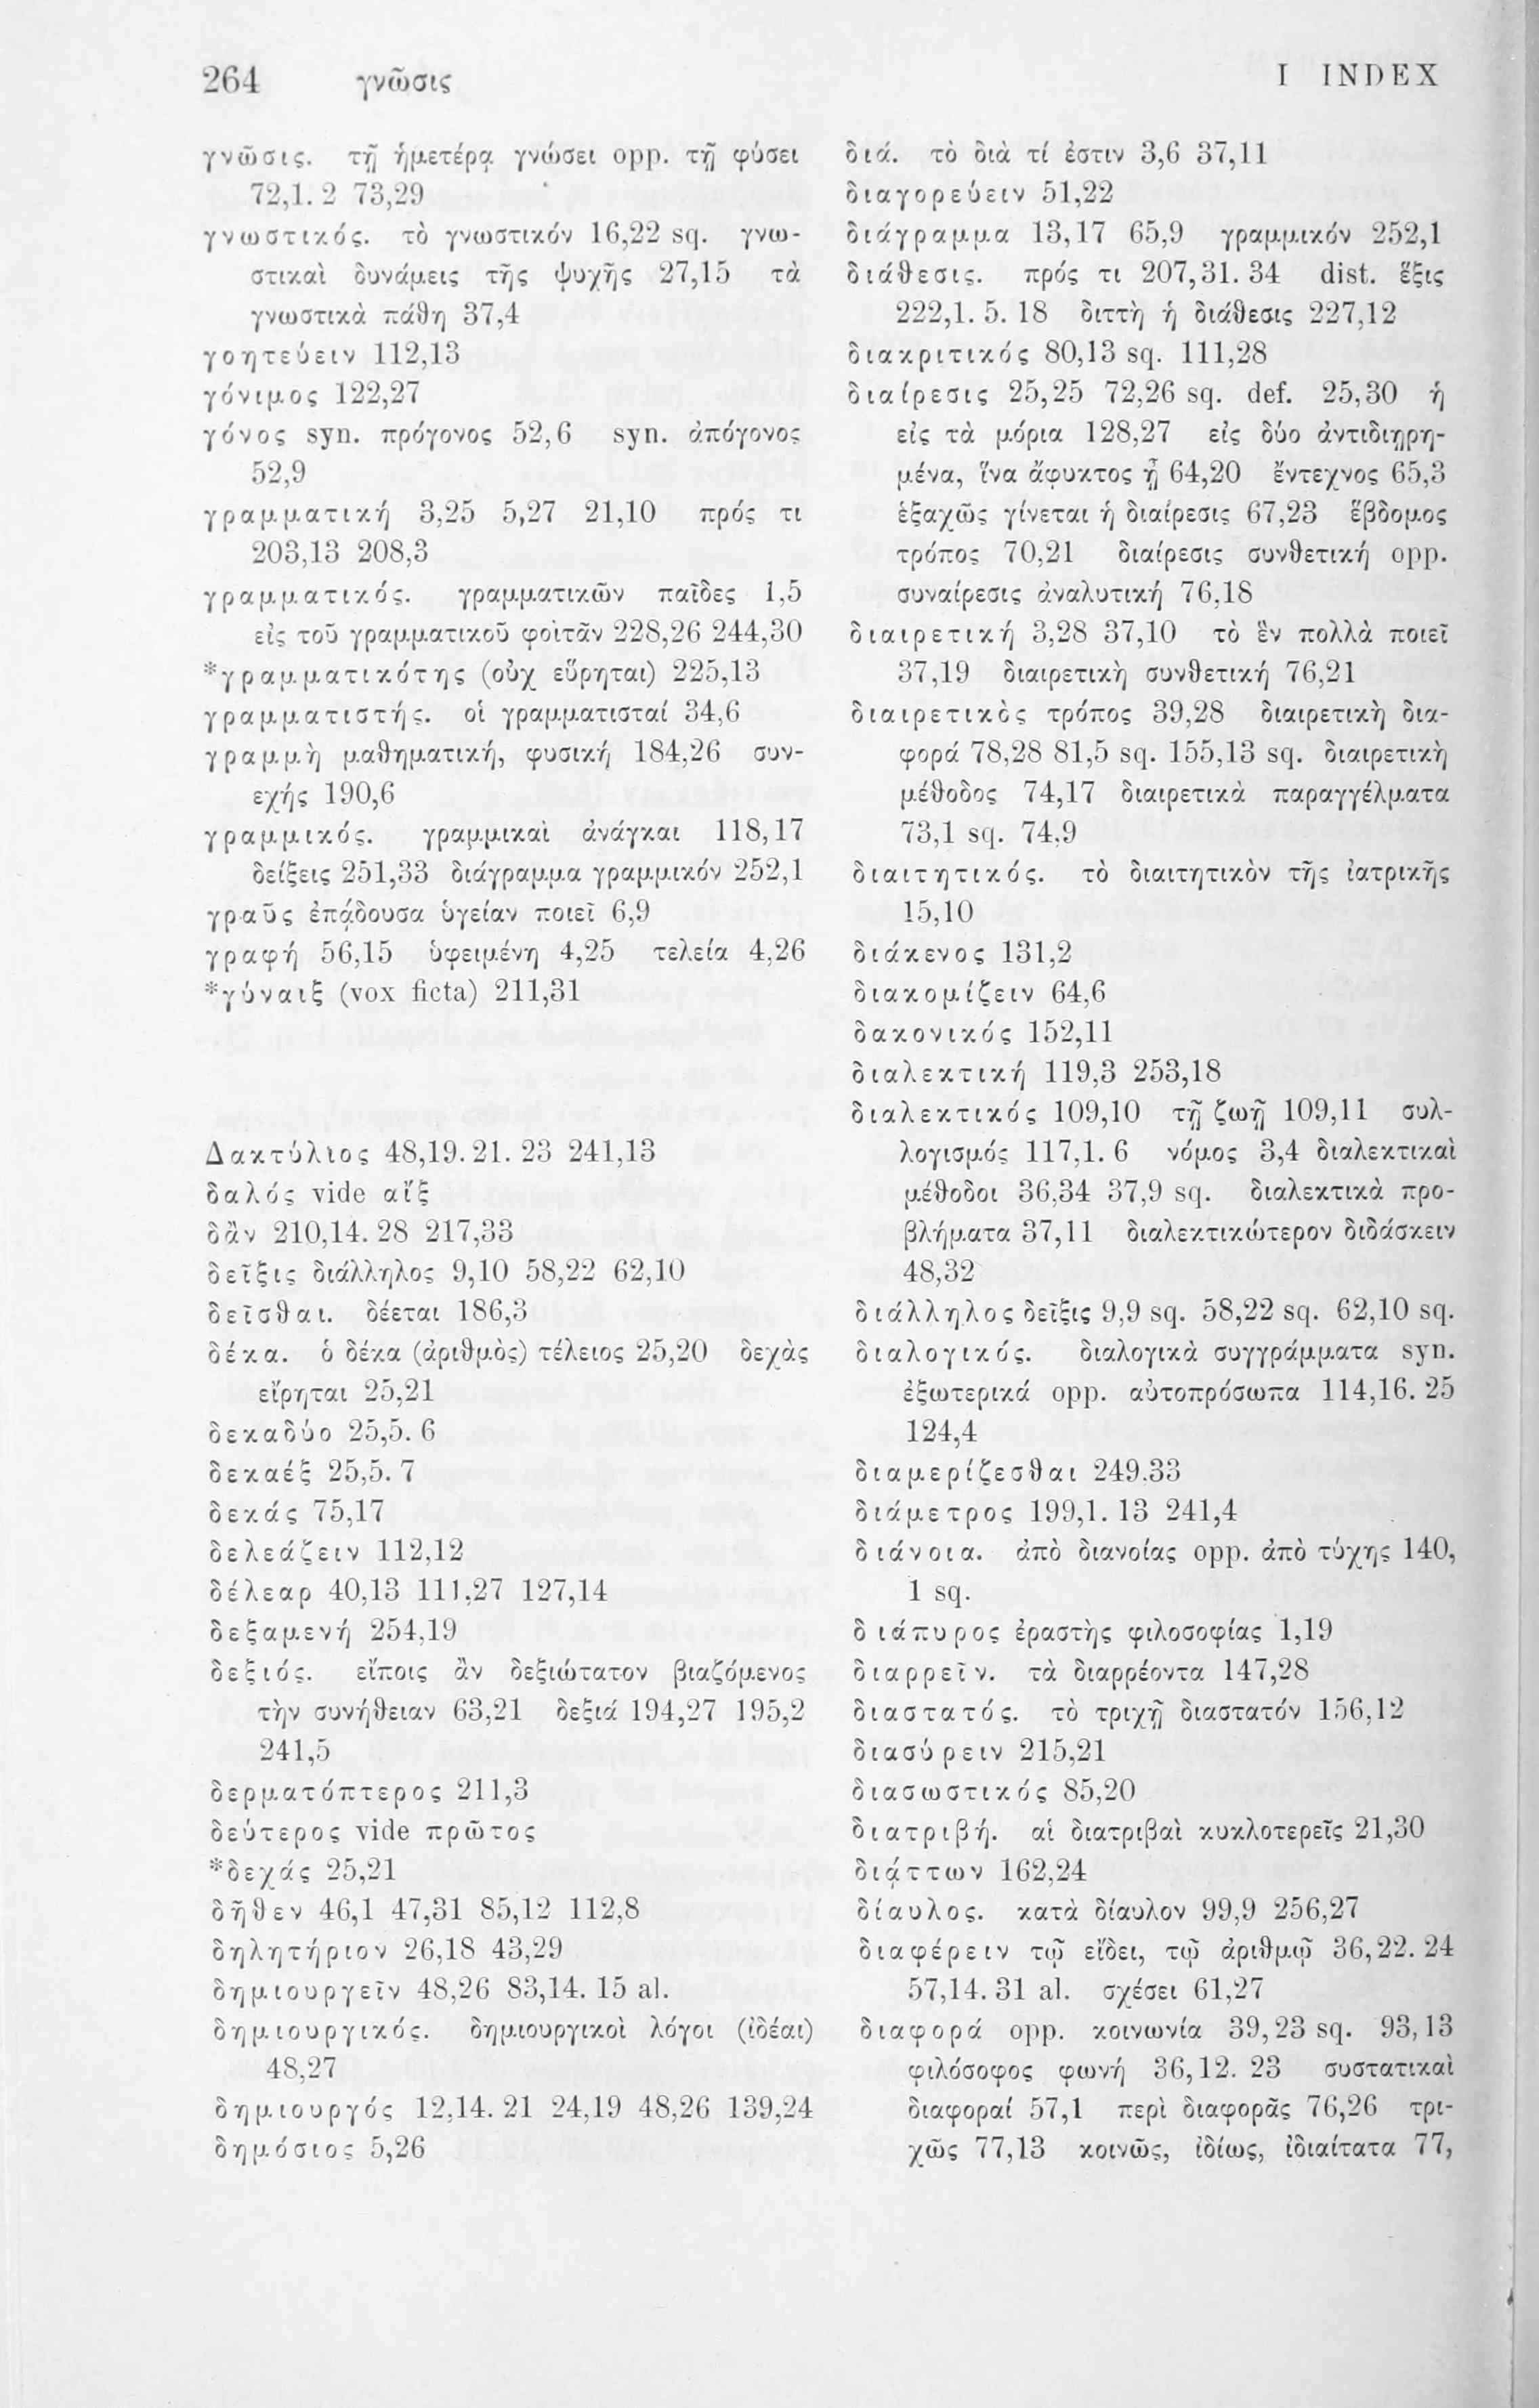 264 γνῶσις I INDEX
γνῶσις. τῇ ἡμετέρᾳ γνώσει opp. τῇ φύσει
72,1. 2 73,29
γνωστικός. τὸ γνωστικόν 16,22 sq. γνω-
στικαὶ δυνάμεις τῆς ψυχῆς 27,15 τὰ
γνωστικὰ πάθη 37,4
γοητεύειν 112,13
γόνιμος 122,27
γόνος syn. πρόγονος 52,6 syn. ἀπόγονος
52,9
γραμματική 3,25 5,27 21,10 πρός τι
203,13 208,3
γραμματικός. γραμματικῶν παῖδες 1,5
εἰς τοῦ γραμματικοῦ φοιτᾶν 228,26 244,30
*γραμματικότης (οὐχ εὕρηται) 225,13
γραμματιστής. οἱ γραμματισταί 34,6
γραμμὴ μαθηματική, φυσική 184,26 συν-
εχής 190,6
γραμμικός. γραμμικαὶ ἀνάγκαι 118,17
δείξεις 251,33 διάγραμμα γραμμικόν 252,1
γραῦς ἐπᾴδουσα ὑγείαν ποιεῖ 6,9
γραφή 56,15 ὑφειμένη 4,25 τελεία 4,26
*γύναιξ (vox ficta) 211,31
Δακτύλιος 48,19. 21. 23 241,13
δαλός vide αἴξ
δἂν 210,14. 28 217,33
δεῖξις διάλληλος 9,10 58,22 62,10
δεῖσθαι. δέεται 186,3
δέκα. ὁ δέκα (ἀριθμὸς) τέλειος 25,20 δεχὰς
εἴρηται 25,21
δεκαδύο 25,5. 6
δεκαέξ 25,5. 7
δεκάς 75,17
δελεάζειν 112,12
δέλεαρ 40,13 111,27 127,14
δεξαμενή 254,19
δεξιός. εἴποις ἂν δεξιώτατον βιαζόμενος
τὴν συνήθειαν 63,21 δεξιά 194,27 195,2
241,5
δερματόπτερος 211,3
δεύτερος vide πρῶτος
*δεχάς 25,21
δῆθεν 46,1 47,31 85,12 112,8
δηλητήριον 26,18 43,29
δημιουργεῖν 48,26 83,14. 15 al.
δημιουργικός. δημιουργικοὶ λόγοι (ἰδέαι)
48,27
δημιουργός 12,14. 21 24,19 48,26 139,24
δημόσιος 5,26
διά. τὸ διὰ τί ἐστιν 3,6 37,11
διαγορεύειν 51,22
διάγραμμα 13,17 65,9 γραμμικόν 252,1
διάθεσις. πρός τι 207,31. 34 dist. ἕξις
222,1. 5. 18 διττὴ ἡ διάθεσις 227,12
διακριτικός 80,13 sq. 111,28
διαίρεσις 25,25 72,26 sq. def. 25,30 ἡ
εἰς τὰ μόρια 128,27 εἰς δύο ἀντιδιῃρη-
μένα, ἵνα ἄφυκτος ᾖ 64,20 ἔντεχνος 65,3
ἑξαχῶς γίνεται ἡ διαίρεσις 67,23 ἕβδομος
τρόπος 70,21 διαίρεσις συνθετική opp.
συναίρεσις ἀναλυτική 76,18
διαιρετική 3,28 37,10 τὸ ἓν πολλὰ ποιεῖ
37,19 διαιρετικὴ συνθετική 76,21
διαιρετικὸς τρόπος 39,28 διαιρετικὴ δια-
φορά 78,28 81,5 sq. 155,13 sq. διαιρετικὴ
μέθοδος 74,17 διαιρετικὰ παραγγέλματα
73,1 sq. 74,9
διαιτητικός. τὸ διαιτητικὸν τῆς ἰατρικῆς
15,10
διάκενος 131,2
διακομίζειν 64,6
δακονικός 152,11
διαλεκτική 119,3 253,18
διαλεκτικός 109,10 τῇ ζωῇ 109,11 συλ-
λογισμός 117,1. 6 νόμος 3,4 διαλεκτικαὶ
μέθοδοι 36,34 37,9 sq. διαλεκτικὰ προ-
βλήματα 37,11 διαλεκτικώτερον διδάσκειν
48,32
διάλληλος δεῖξις 9,9 sq. 58,22 sq. 62,10 sq.
διαλογικός. διαλογικὰ συγγράμματα syn.
ἐξωτερικά opp. αὐτοπρόσωπα 114,16. 25
124,4
διαμερίζεσθαι 249,33
διάμετρος 199,1. 13 241,4
διάνοια. ἀπὸ διανοίας opp. ἀπὸ τύχης 140,
1 sq.
διάπυρος ἐραστὴς φιλοσοφίας 1,19
διαρρεῖν. τὰ διαρρέοντα 147,28
διαστατός. τὸ τριχῇ διαστατόν 156,12
διασύρειν 215,21
διασωστικός 85,20
διατριβή. αἱ διατριβαὶ κυκλοτερεῖς 21,30
διᾴττων 162,24
δίαυλος. κατὰ δίαυλον 99,9 256,27
διαφέρειν τῷ εἴδει, τῷ ἀριθμῷ 36,22. 24
57,14. 31 al. σχέσει 61,27
διαφορά opp. κοινωνία 39,23 sq. 93,13
φιλόσοφος φωνή 36,12. 23 συστατικαὶ
διαφοραί 57,1 περὶ διαφορᾶς 76,26 τρι-
χῶς 77,13 κοινῶς, ἰδίως, ἰδιαίτατα 77,